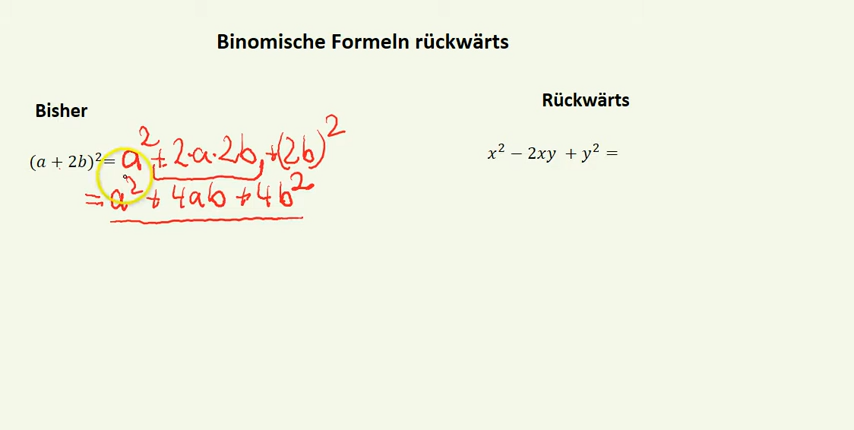 Binomische Formeln rückwärts
Bisher
(a + 2b)²= a² + 2·a·2b + (2b)²
= a² + 4ab + 4b²
Rückwärts
x² − 2xy + y² =